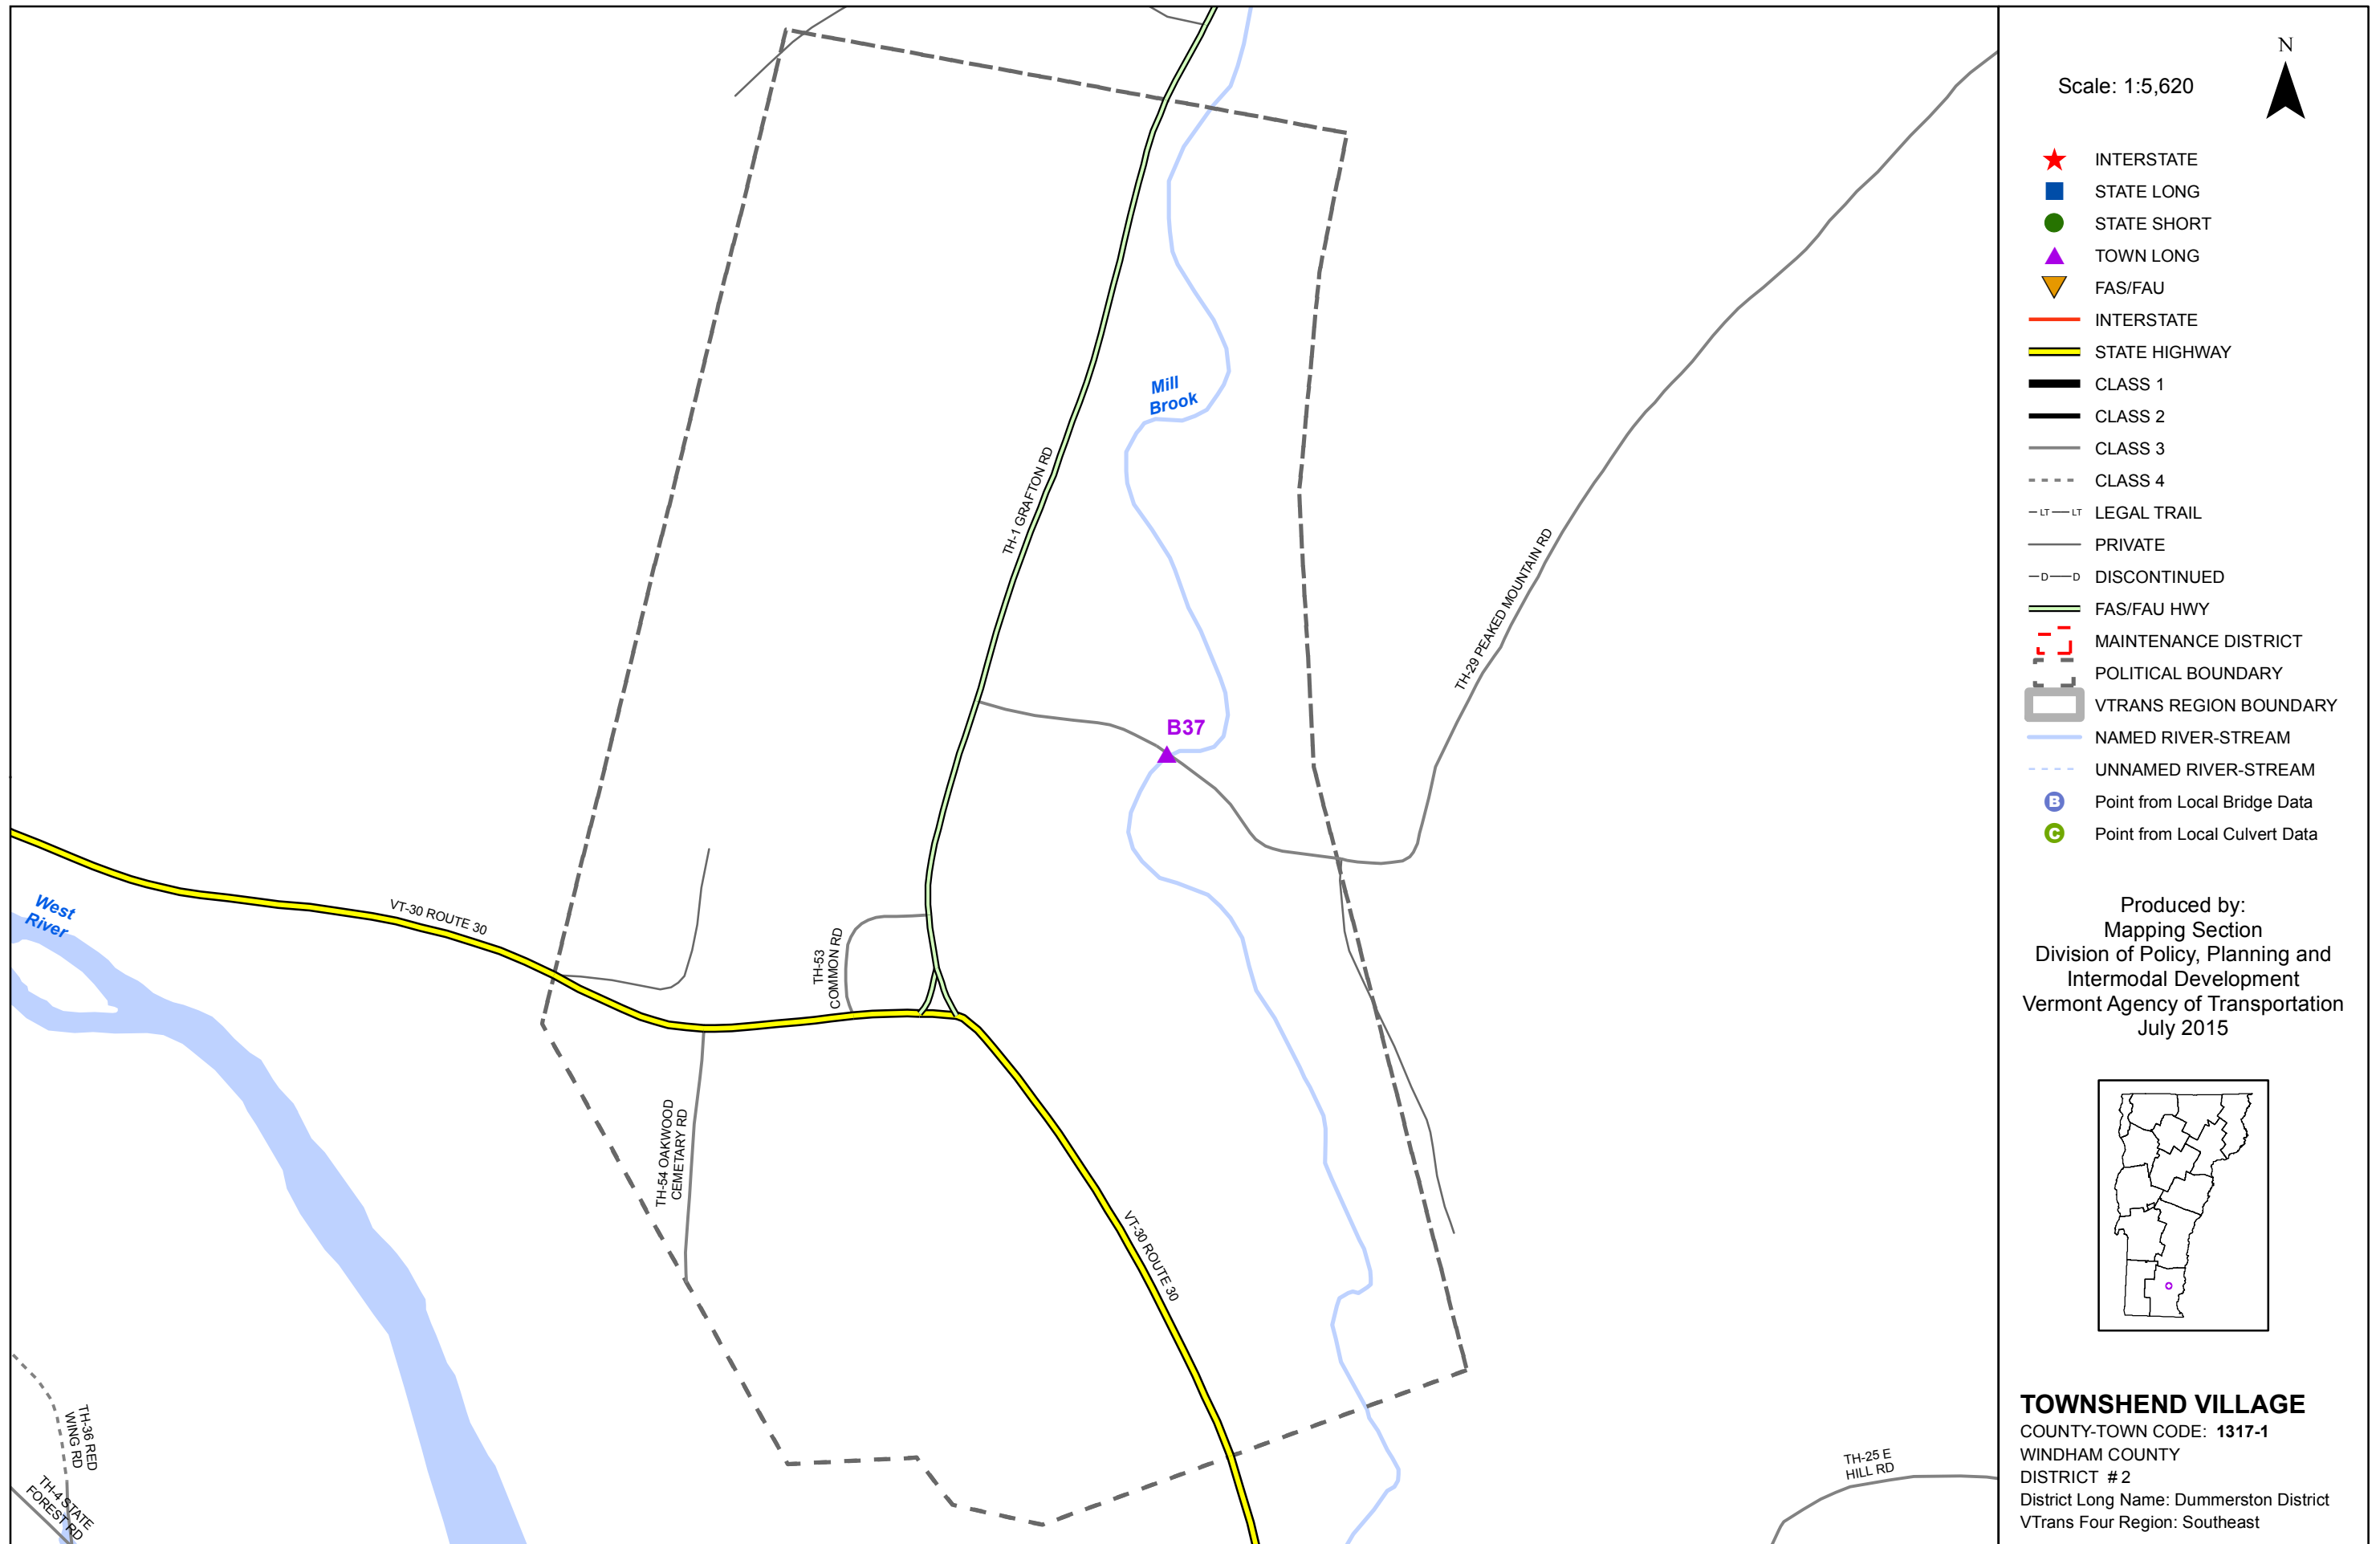 Mill
Brook
TH-1 GRAFTON RD
TH-29 PEAKED MOUNTAIN RD
B37
West
River
VT-30 ROUTE 30
TH-53
COMMON RD
TH-54 OAKWOOD
CEMETARY RD
VT-30 ROUTE 30
TH-36 RED
WING RD
TH-4 STATE
FOREST RD
TH-25 E
HILL RD
N
Scale: 1:5,620
INTERSTATE
STATE LONG
STATE SHORT
TOWN LONG
FAS/FAU
INTERSTATE
STATE HIGHWAY
CLASS 1
CLASS 2
CLASS 3
CLASS 4
LT LT LEGAL TRAIL
PRIVATE
D D DISCONTINUED
FAS/FAU HWY
MAINTENANCE DISTRICT
POLITICAL BOUNDARY
VTRANS REGION BOUNDARY
NAMED RIVER-STREAM
UNNAMED RIVER-STREAM
B Point from Local Bridge Data
C Point from Local Culvert Data
Produced by:
Mapping Section
Division of Policy, Planning and
Intermodal Development
Vermont Agency of Transportation
July 2015
TOWNSHEND VILLAGE
COUNTY-TOWN CODE: 1317-1
WINDHAM COUNTY
DISTRICT # 2
District Long Name: Dummerston District
VTrans Four Region: Southeast